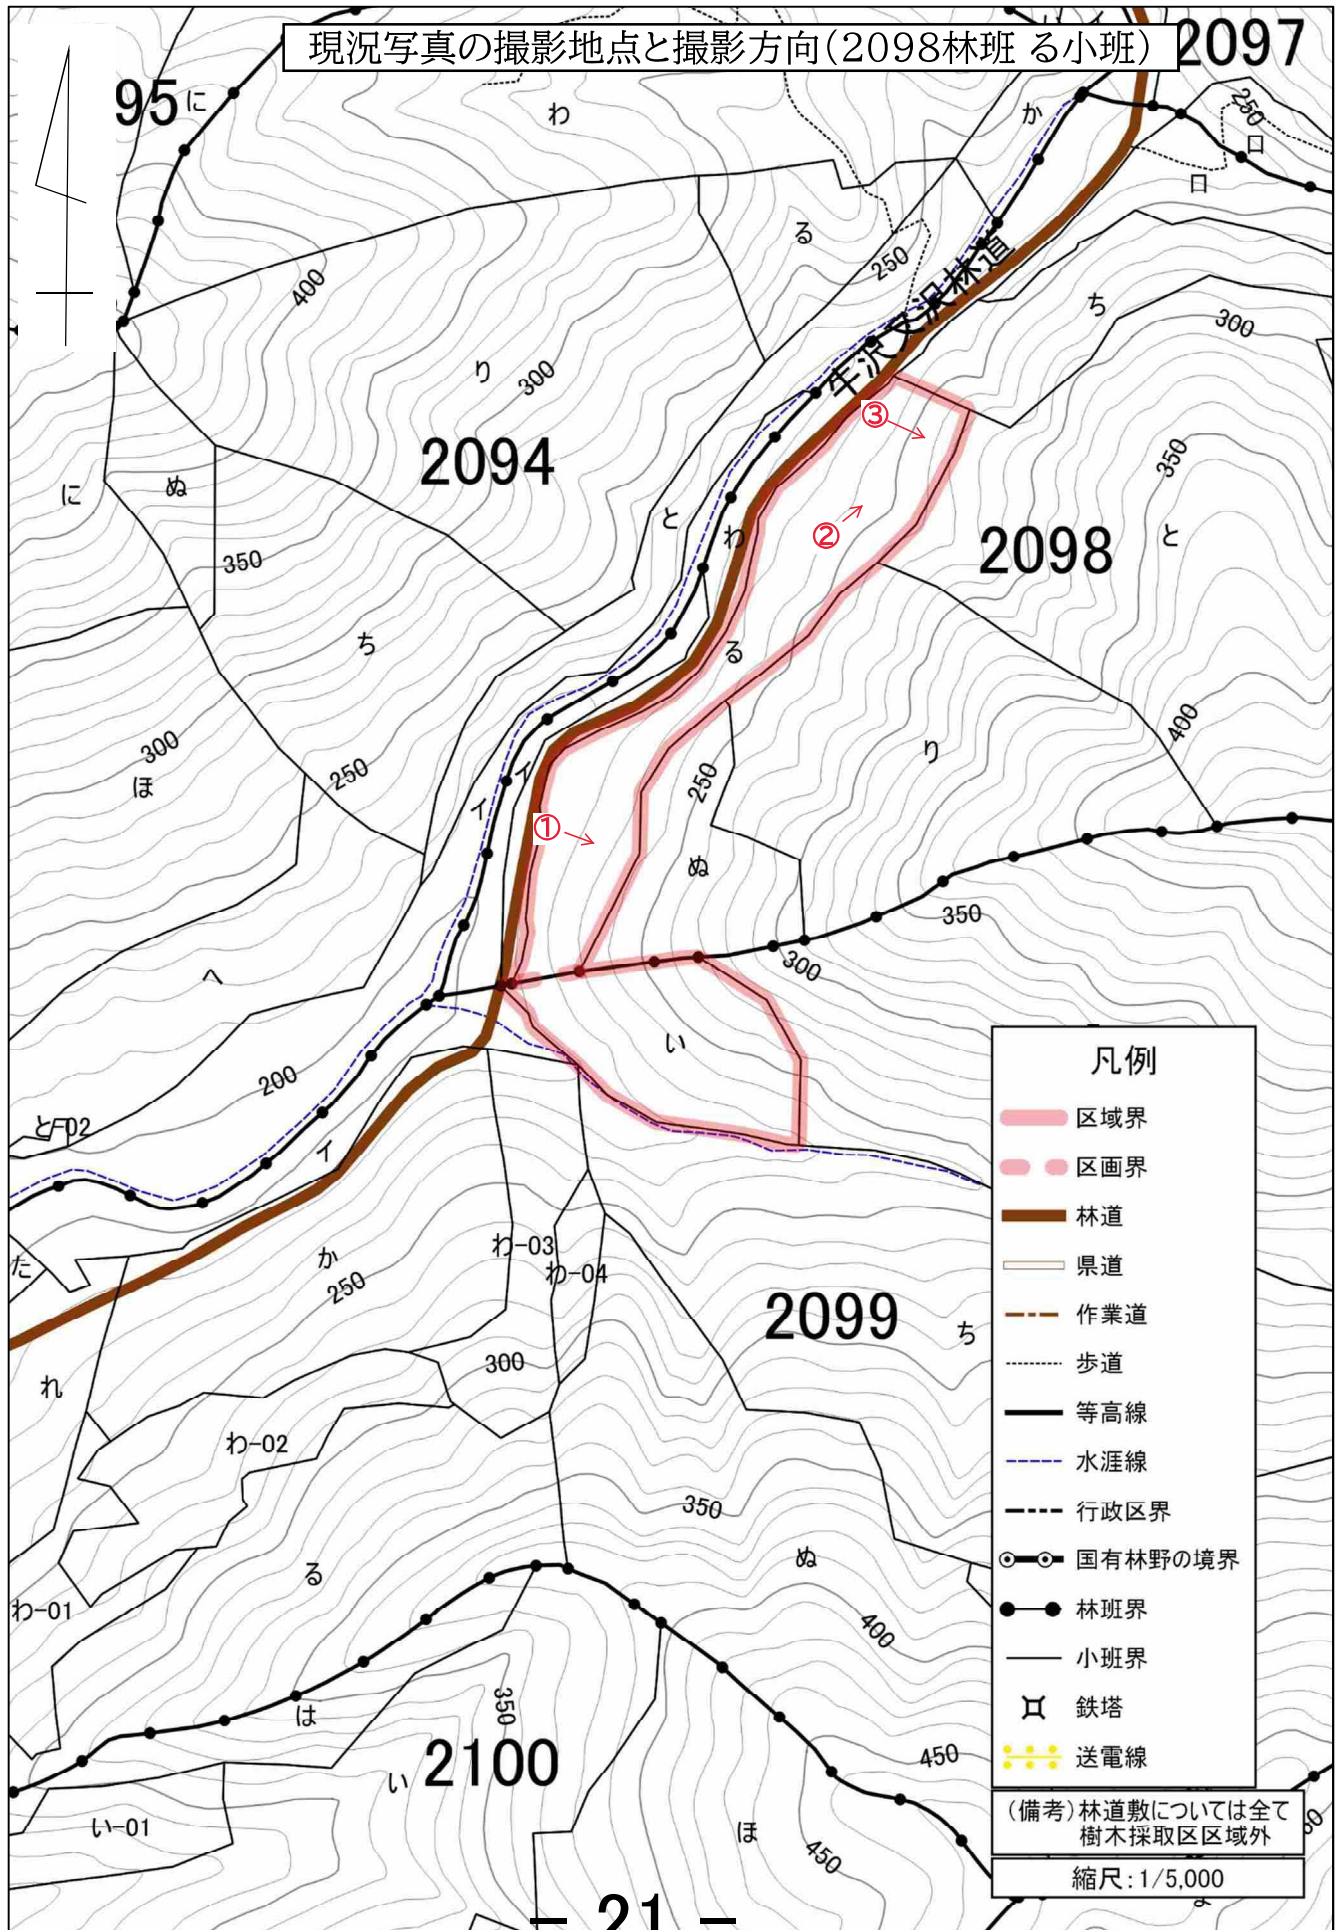 現況写真の撮影地点と撮影方向(2098林班 る小班)
2097
95
に
わ
か
250
ロ
ロ
る
250
牛沢又沢林道
ち
300
400
り
300
③
2094
350
に
ぬ
と
わ
②
2098
と
350
ち
る
400
り
300
ほ
250
250
イ
イ
①
ぬ
350
300
へ
い
200
イ
か
250
わ-03
わ-04
2099
ち
た
300
れ
わ-02
350
ぬ
る
わ-01
400
は
350
い
2100
450
い-01
ほ
450
凡例
区域界
区画界
林道
県道
作業道
歩道
等高線
水涯線
行政区界
国有林野の境界
林班界
小班界
鉄塔
送電線
(備考)林道敷については全て
樹木採取区区域外
縮尺:1/5,000
- 21 -